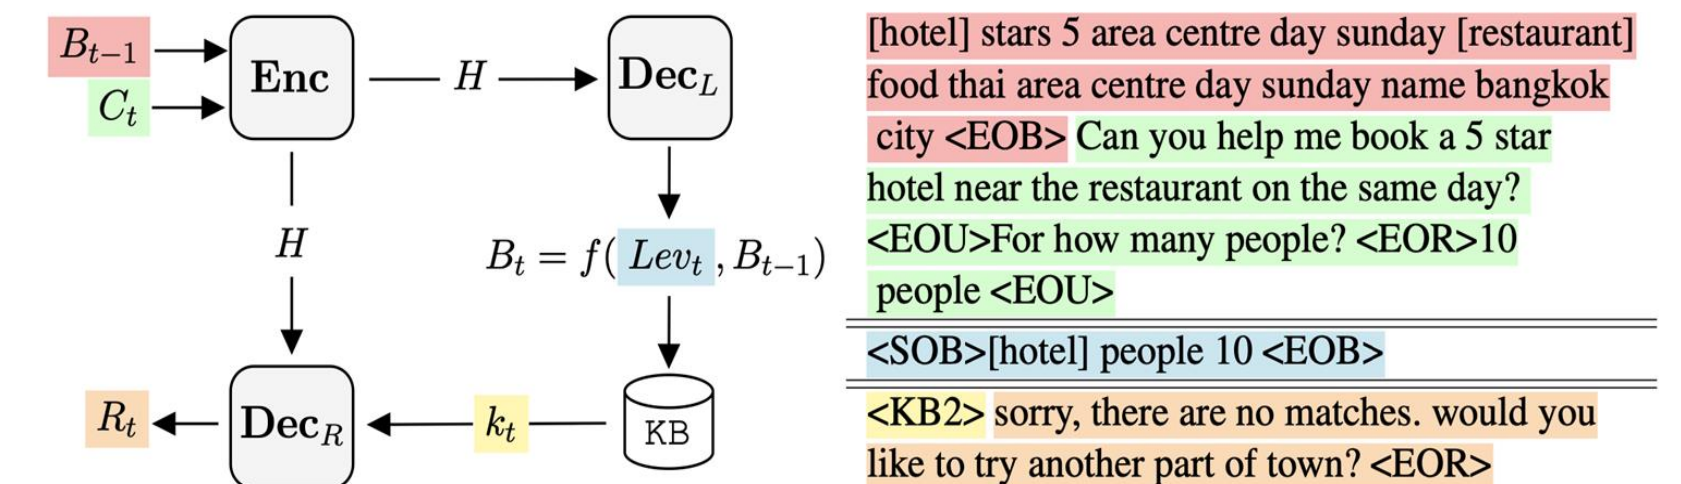 B_{t−1}
C_t
Enc
H
Dec_L
H
B_t = f( Lev_t , B_{t−1})
R_t
Dec_R
k_t
KB
[hotel] stars 5 area centre day sunday [restaurant]
food thai area centre day sunday name bangkok
city <EOB> Can you help me book a 5 star
hotel near the restaurant on the same day?
<EOU>For how many people? <EOR>10
people <EOU>
<SOB>[hotel] people 10 <EOB>
<KB2> sorry, there are no matches. would you
like to try another part of town? <EOR>